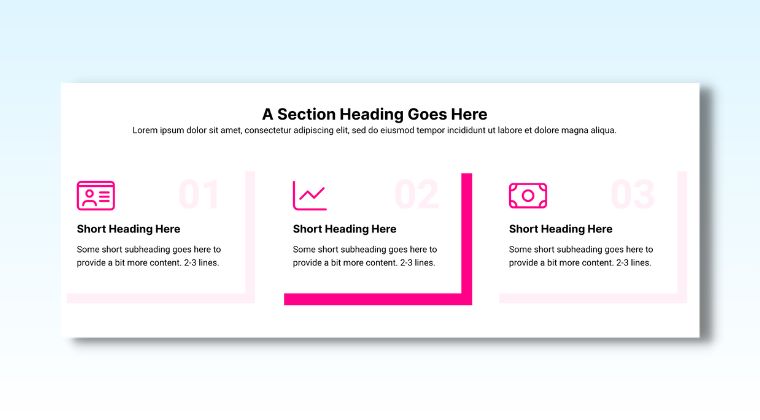 A Section Heading Goes Here
Lorem ipsum dolor sit amet, consectetur adipiscing elit, sed do eiusmod tempor incididunt ut labore et dolore magna aliqua.
01
Short Heading Here
Some short subheading goes here to
provide a bit more content. 2-3 lines.
02
Short Heading Here
Some short subheading goes here to
provide a bit more content. 2-3 lines.
03
Short Heading Here
Some short subheading goes here to
provide a bit more content. 2-3 lines.